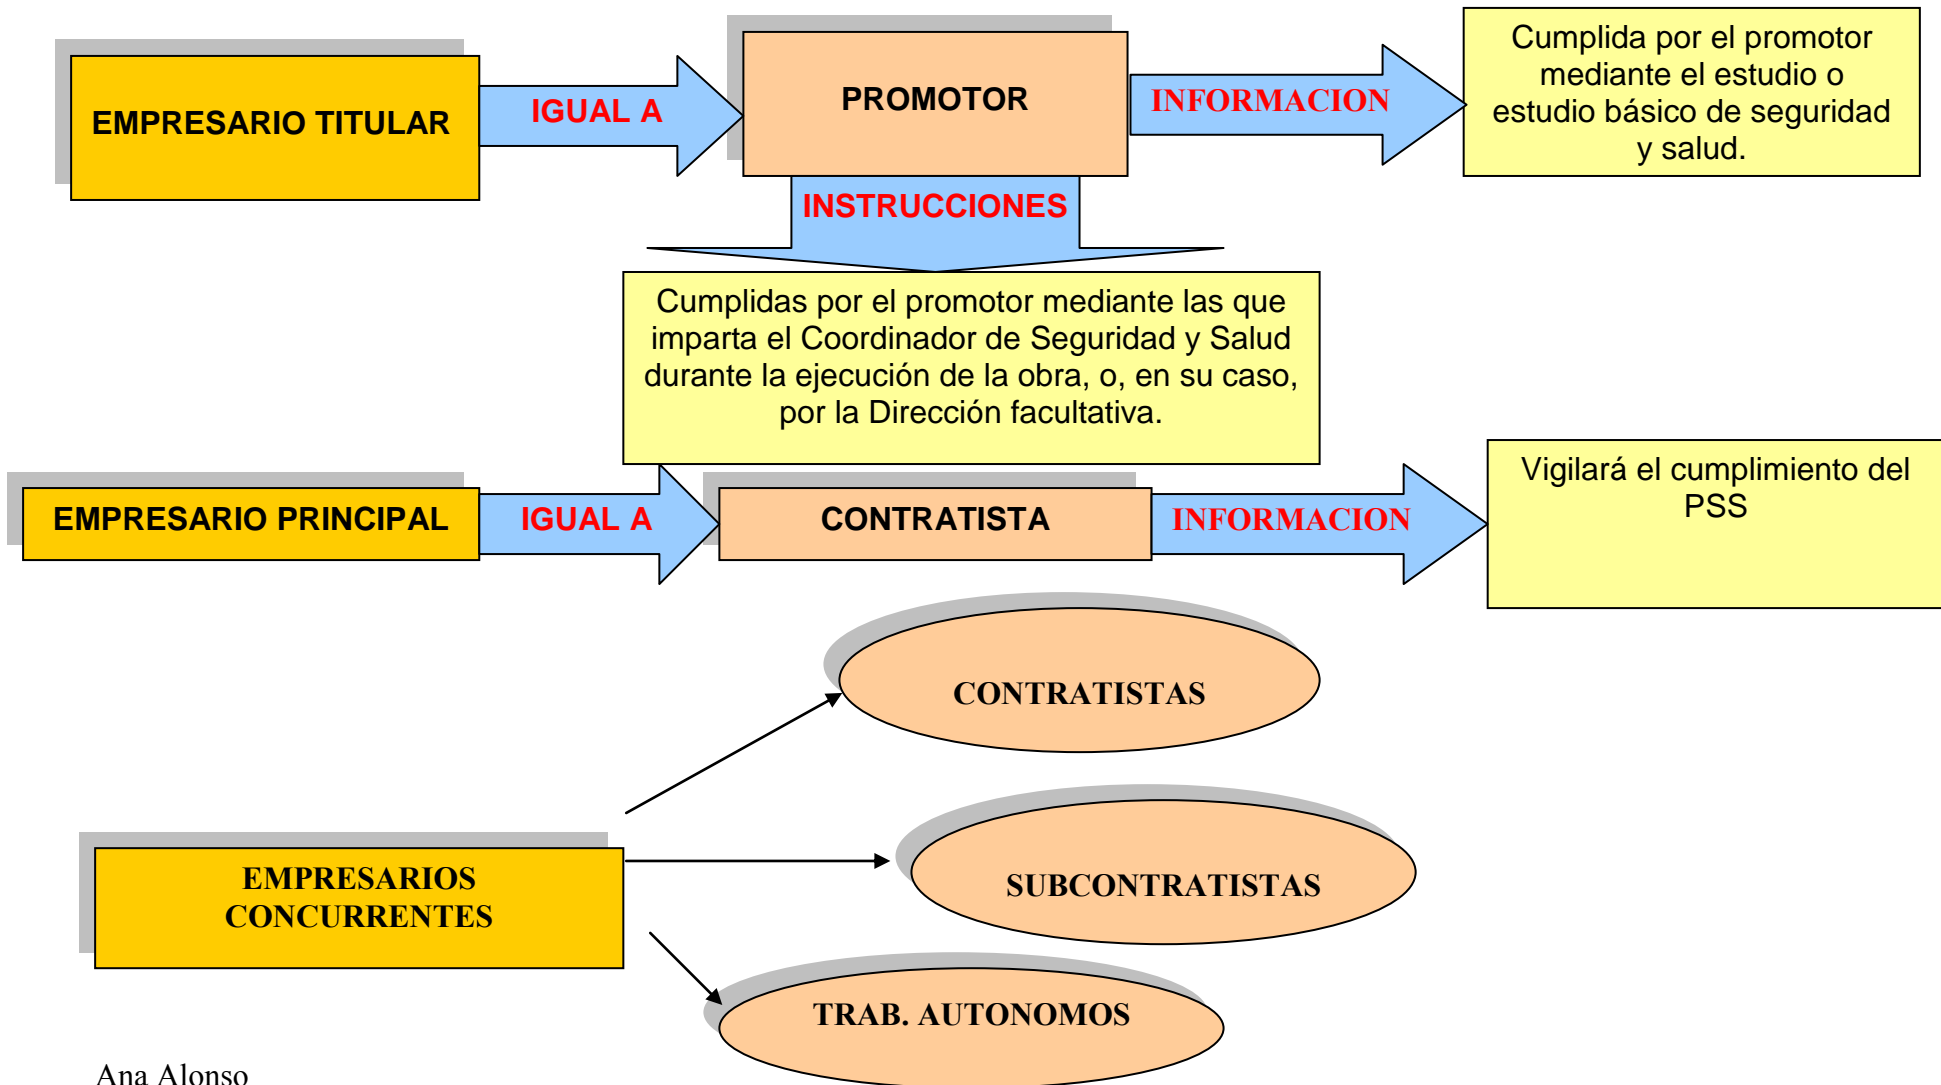 EMPRESARIO TITULAR
IGUAL A
PROMOTOR
INFORMACION
Cumplida por el promotor
mediante el estudio o
estudio básico de seguridad
y salud.
INSTRUCCIONES
Cumplidas por el promotor mediante las que
imparta el Coordinador de Seguridad y Salud
durante la ejecución de la obra, o, en su caso,
por la Dirección facultativa.
EMPRESARIO PRINCIPAL
IGUAL A
CONTRATISTA
INFORMACION
Vigilará el cumplimiento del
PSS
CONTRATISTAS
EMPRESARIOS
CONCURRENTES
SUBCONTRATISTAS
TRAB. AUTONOMOS
Ana Alonso